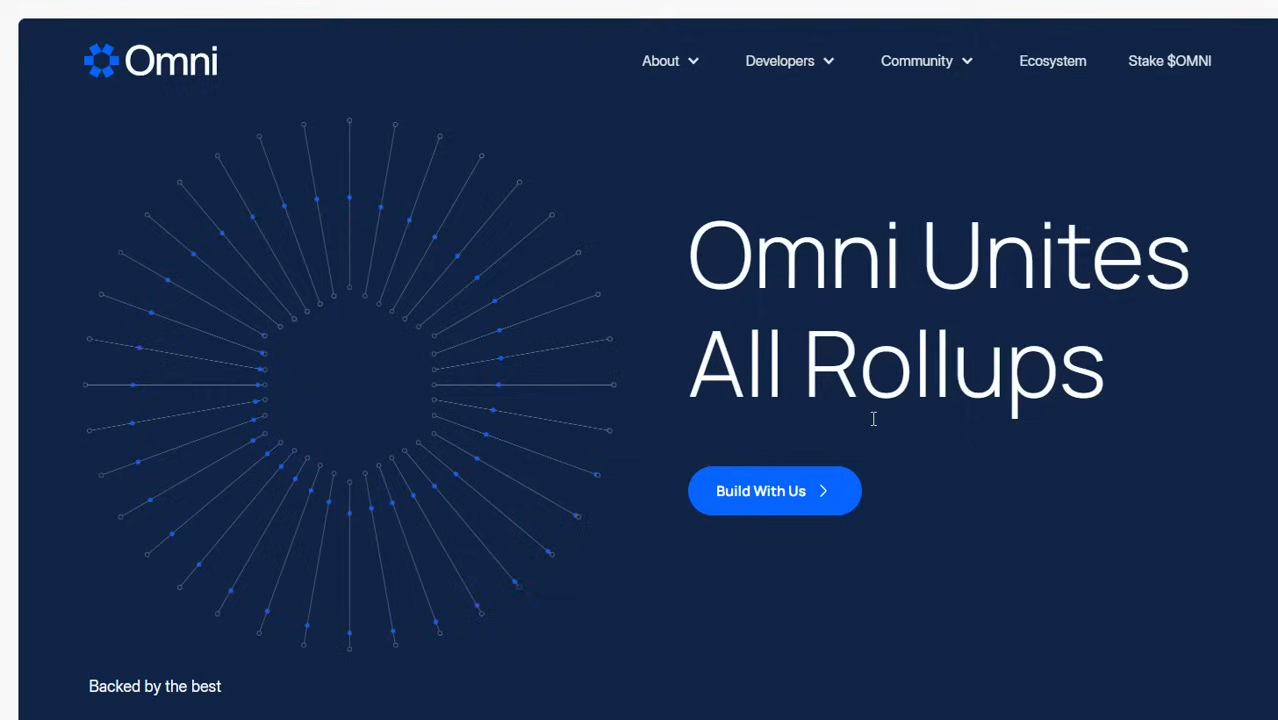 Omni
About
Developers
Community
Ecosystem
Stake $OMNI
Omni Unites
All Rollups
Build With Us
Backed by the best